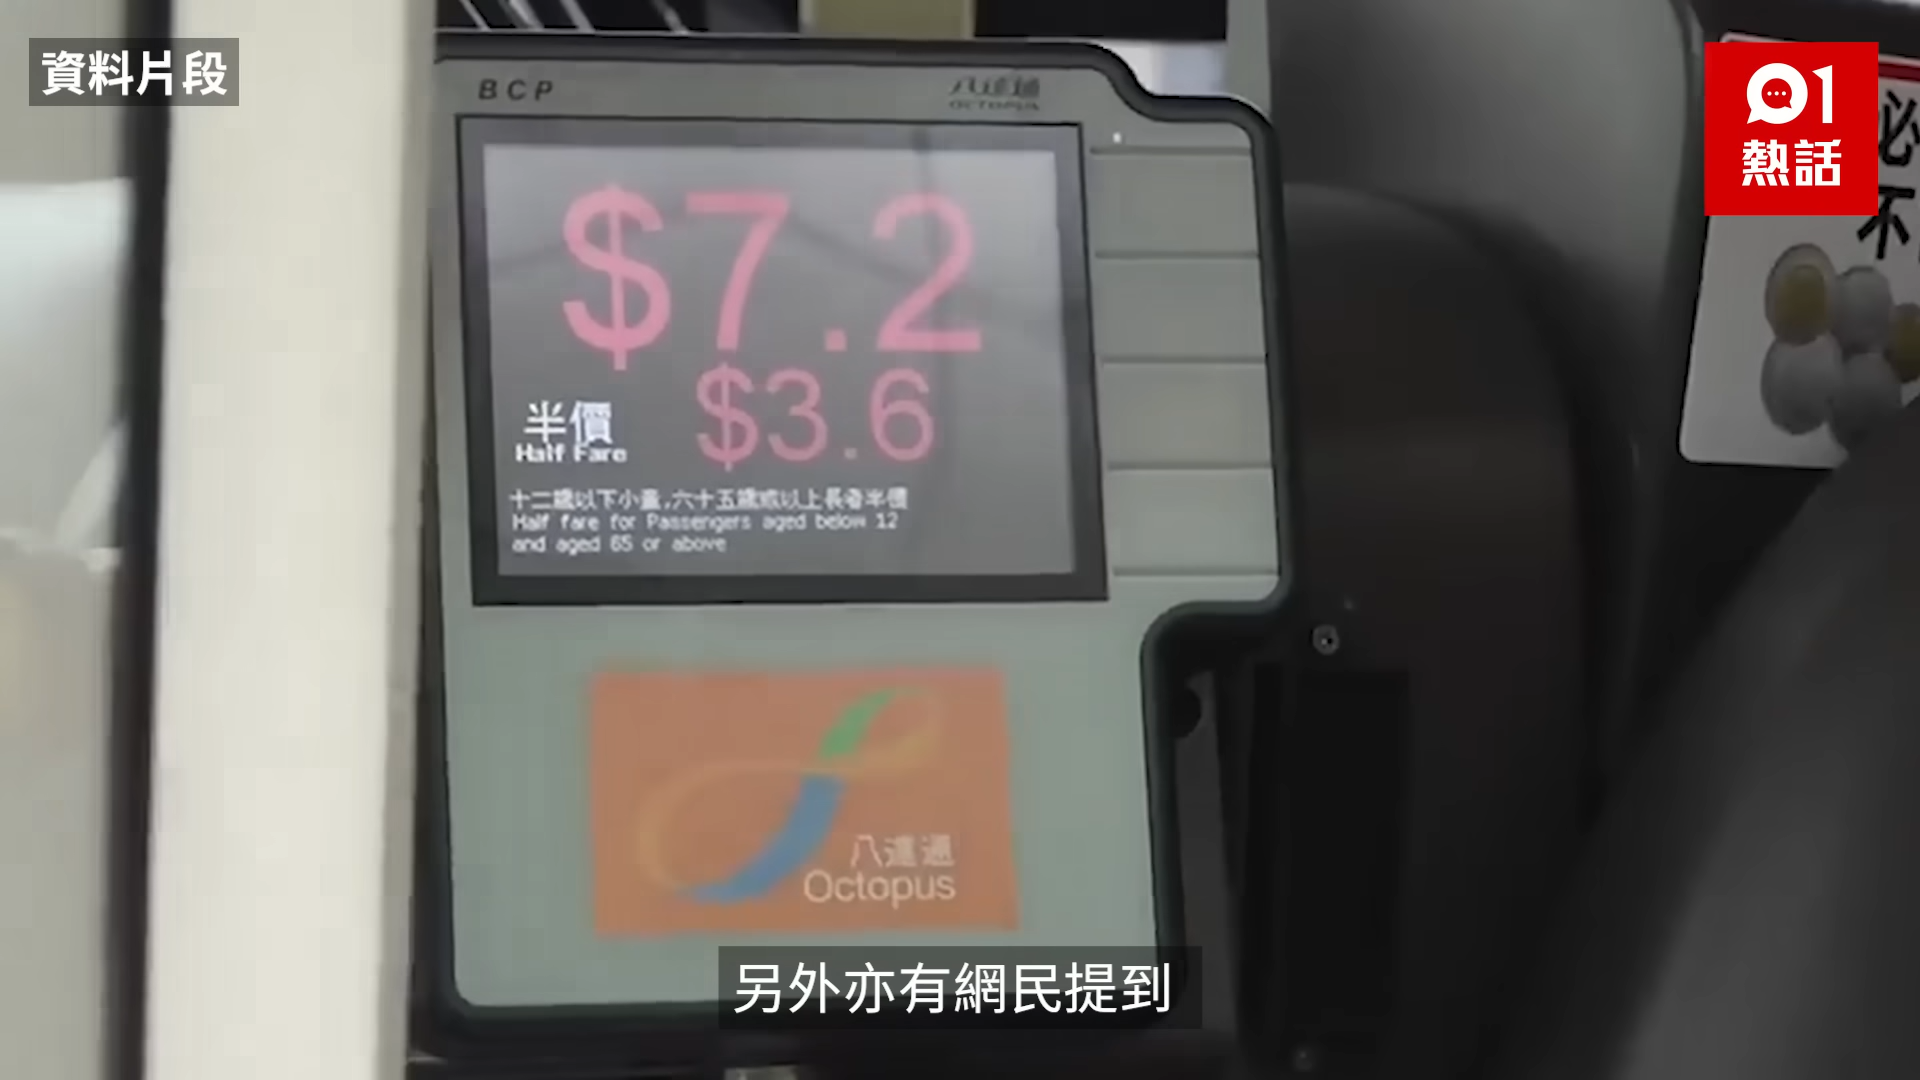 資料片段
01
熱話
必
不
BCP
八達通
OCTOPUS
$7.2
$3.6
半價
Half Fare
十二歲以下小童,六十五歲或以上長者半價
Half fare for Passengers aged below 12
and aged 65 or above
八達通
Octopus
另外亦有網民提到